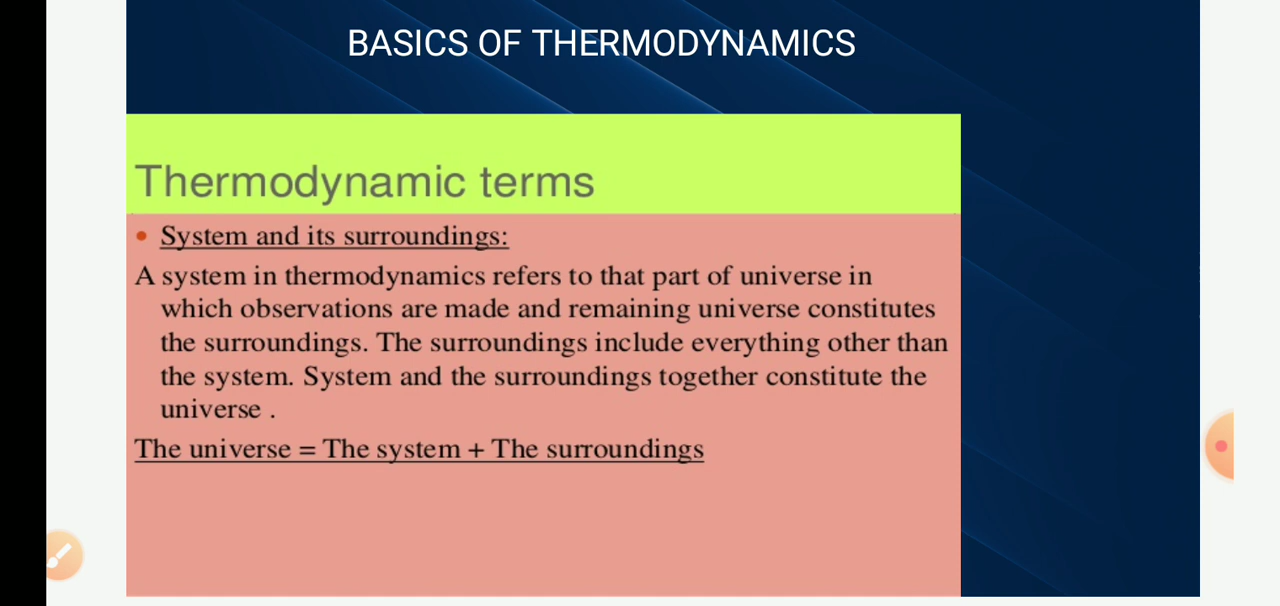 BASICS OF THERMODYNAMICS
Thermodynamic terms
• System and its surroundings:
A system in thermodynamics refers to that part of universe in
which observations are made and remaining universe constitutes
the surroundings. The surroundings include everything other than
the system. System and the surroundings together constitute the
universe .
The universe = The system + The surroundings